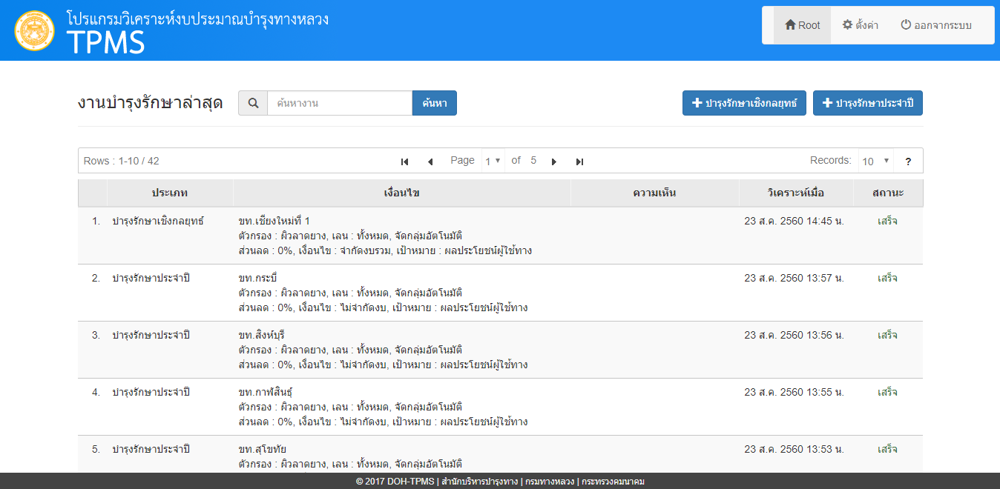 โปรแกรมวิเคราะห์งบประมาณบำรุงทางหลวง
TPMS
Root ตั้งค่า ออกจากระบบ
งานบำรุงรักษาล่าสุด ค้นหางาน ค้นหา บำรุงรักษาเชิงกลยุทธ์ บำรุงรักษาประจำปี
Rows : 1-10 / 42 Page 1 of 5 Records: 10 ?
ประเภท เงื่อนไข ความเห็น วิเคราะห์เมื่อ สถานะ
1. บำรุงรักษาเชิงกลยุทธ์ ขท.เชียงใหม่ที่ 1 23 ส.ค. 2560 14:45 น. เสร็จ
ตัวกรอง : ผิวลาดยาง, เลน : ทั้งหมด, จัดกลุ่มอัตโนมัติ
ส่วนลด : 0%, เงื่อนไข : จำกัดงบรวม, เป้าหมาย : ผลประโยชน์ผู้ใช้ทาง
2. บำรุงรักษาประจำปี ขท.กระบี่ 23 ส.ค. 2560 13:57 น. เสร็จ
ตัวกรอง : ผิวลาดยาง, เลน : ทั้งหมด, จัดกลุ่มอัตโนมัติ
ส่วนลด : 0%, เงื่อนไข : ไม่จำกัดงบ, เป้าหมาย : ผลประโยชน์ผู้ใช้ทาง
3. บำรุงรักษาประจำปี ขท.สิงห์บุรี 23 ส.ค. 2560 13:56 น. เสร็จ
ตัวกรอง : ผิวลาดยาง, เลน : ทั้งหมด, จัดกลุ่มอัตโนมัติ
ส่วนลด : 0%, เงื่อนไข : ไม่จำกัดงบ, เป้าหมาย : ผลประโยชน์ผู้ใช้ทาง
4. บำรุงรักษาประจำปี ขท.กาฬสินธุ์ 23 ส.ค. 2560 13:55 น. เสร็จ
ตัวกรอง : ผิวลาดยาง, เลน : ทั้งหมด, จัดกลุ่มอัตโนมัติ
ส่วนลด : 0%, เงื่อนไข : ไม่จำกัดงบ, เป้าหมาย : ผลประโยชน์ผู้ใช้ทาง
5. บำรุงรักษาประจำปี ขท.สุโขทัย 23 ส.ค. 2560 13:53 น. เสร็จ
ตัวกรอง : ผิวลาดยาง, เลน : ทั้งหมด, จัดกลุ่มอัตโนมัติ
© 2017 DOH-TPMS | สำนักบริหารบำรุงทาง | กรมทางหลวง | กระทรวงคมนาคม